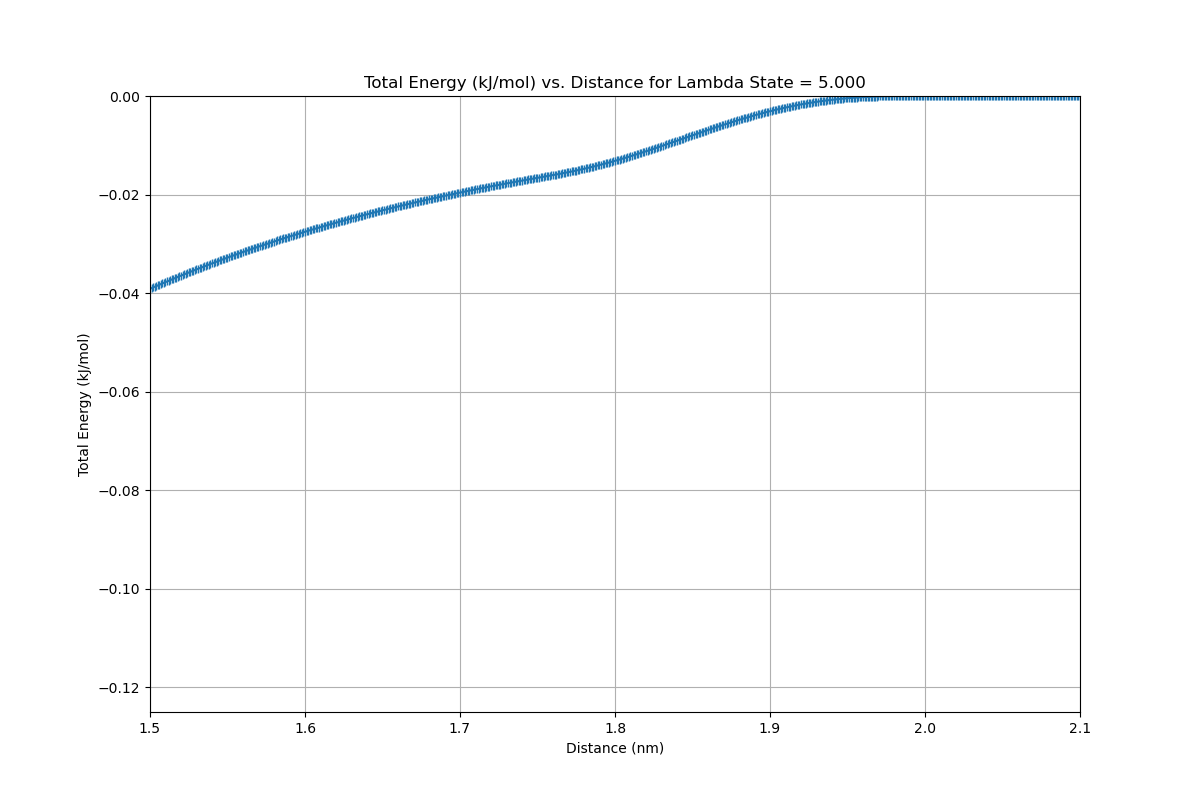 Total Energy (kJ/mol) vs. Distance for Lambda State = 5.000
0.00
−0.02
−0.04
−0.06
−0.08
−0.10
−0.12
Total Energy (kJ/mol)
1.5 1.6 1.7 1.8 1.9 2.0 2.1
Distance (nm)